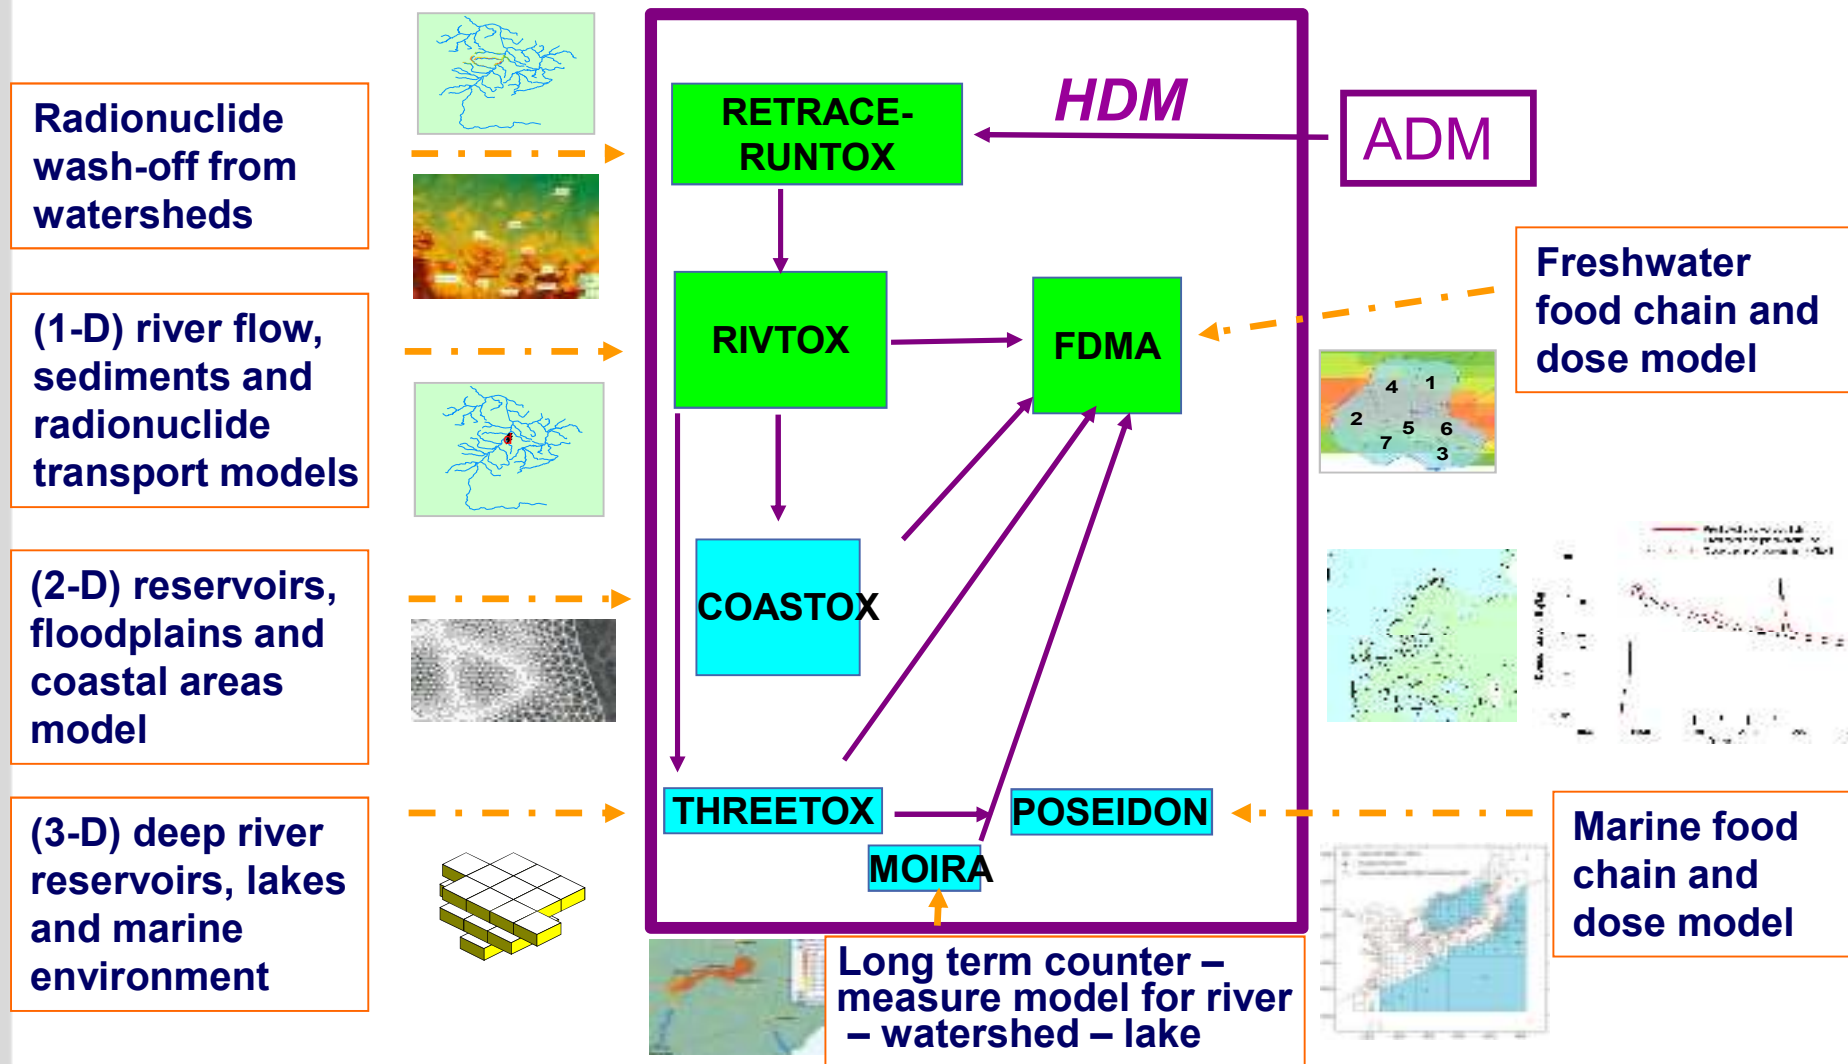 HDM
RETRACE-
RUNTOX
ADM
Radionuclide
wash-off from
watersheds
(1-D) river flow,
sediments and
radionuclide
transport models
RIVTOX
FDMA
Freshwater
food chain and
dose model
4 1
2 5 6
7 3
(2-D) reservoirs,
floodplains and
coastal areas
model
COASTOX
(3-D) deep river
reservoirs, lakes
and marine
environment
THREETOX
POSEIDON
MOIRA
Marine food
chain and
dose model
Long term counter –
measure model for river
– watershed – lake